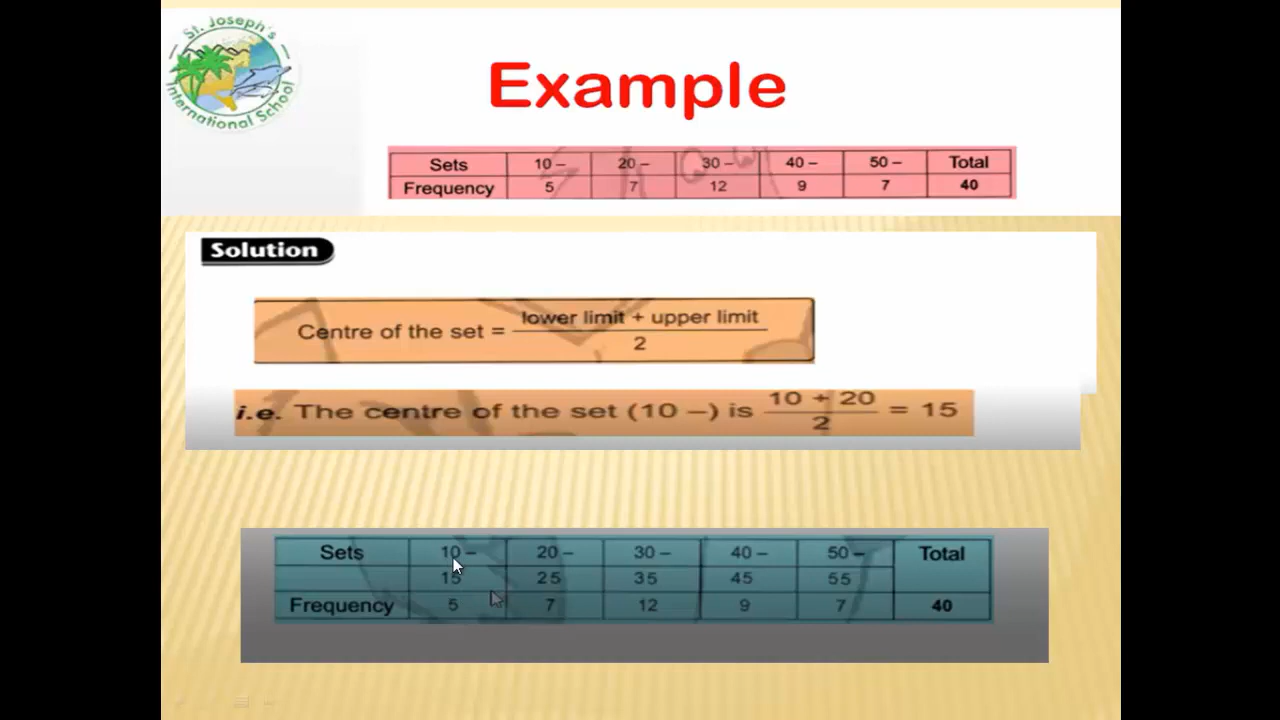 St. Joseph's
International School
Example
Sets 10 – 20 – 30 – 40 – 50 – Total
Frequency 5 7 12 9 7 40
Solution
Centre of the set = lower limit + upper limit
2
i.e. The centre of the set (10 –) is 10 + 20 = 15
2
Sets 10 – 20 – 30 – 40 – 50 – Total
15 25 35 45 55
Frequency 5 7 12 9 7 40